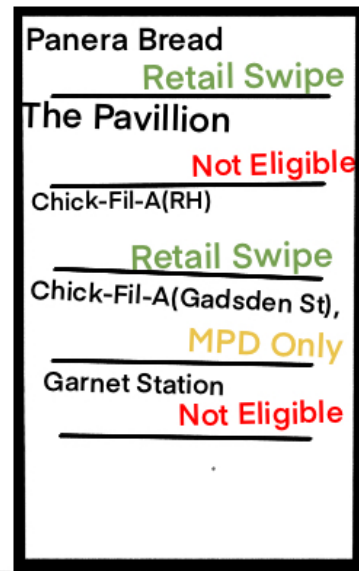 Panera Bread
Retail Swipe
The Pavillion
Not Eligible
Chick-Fil-A(RH)
Retail Swipe
Chick-Fil-A(Gadsden St),
MPD Only
Garnet Station
Not Eligible